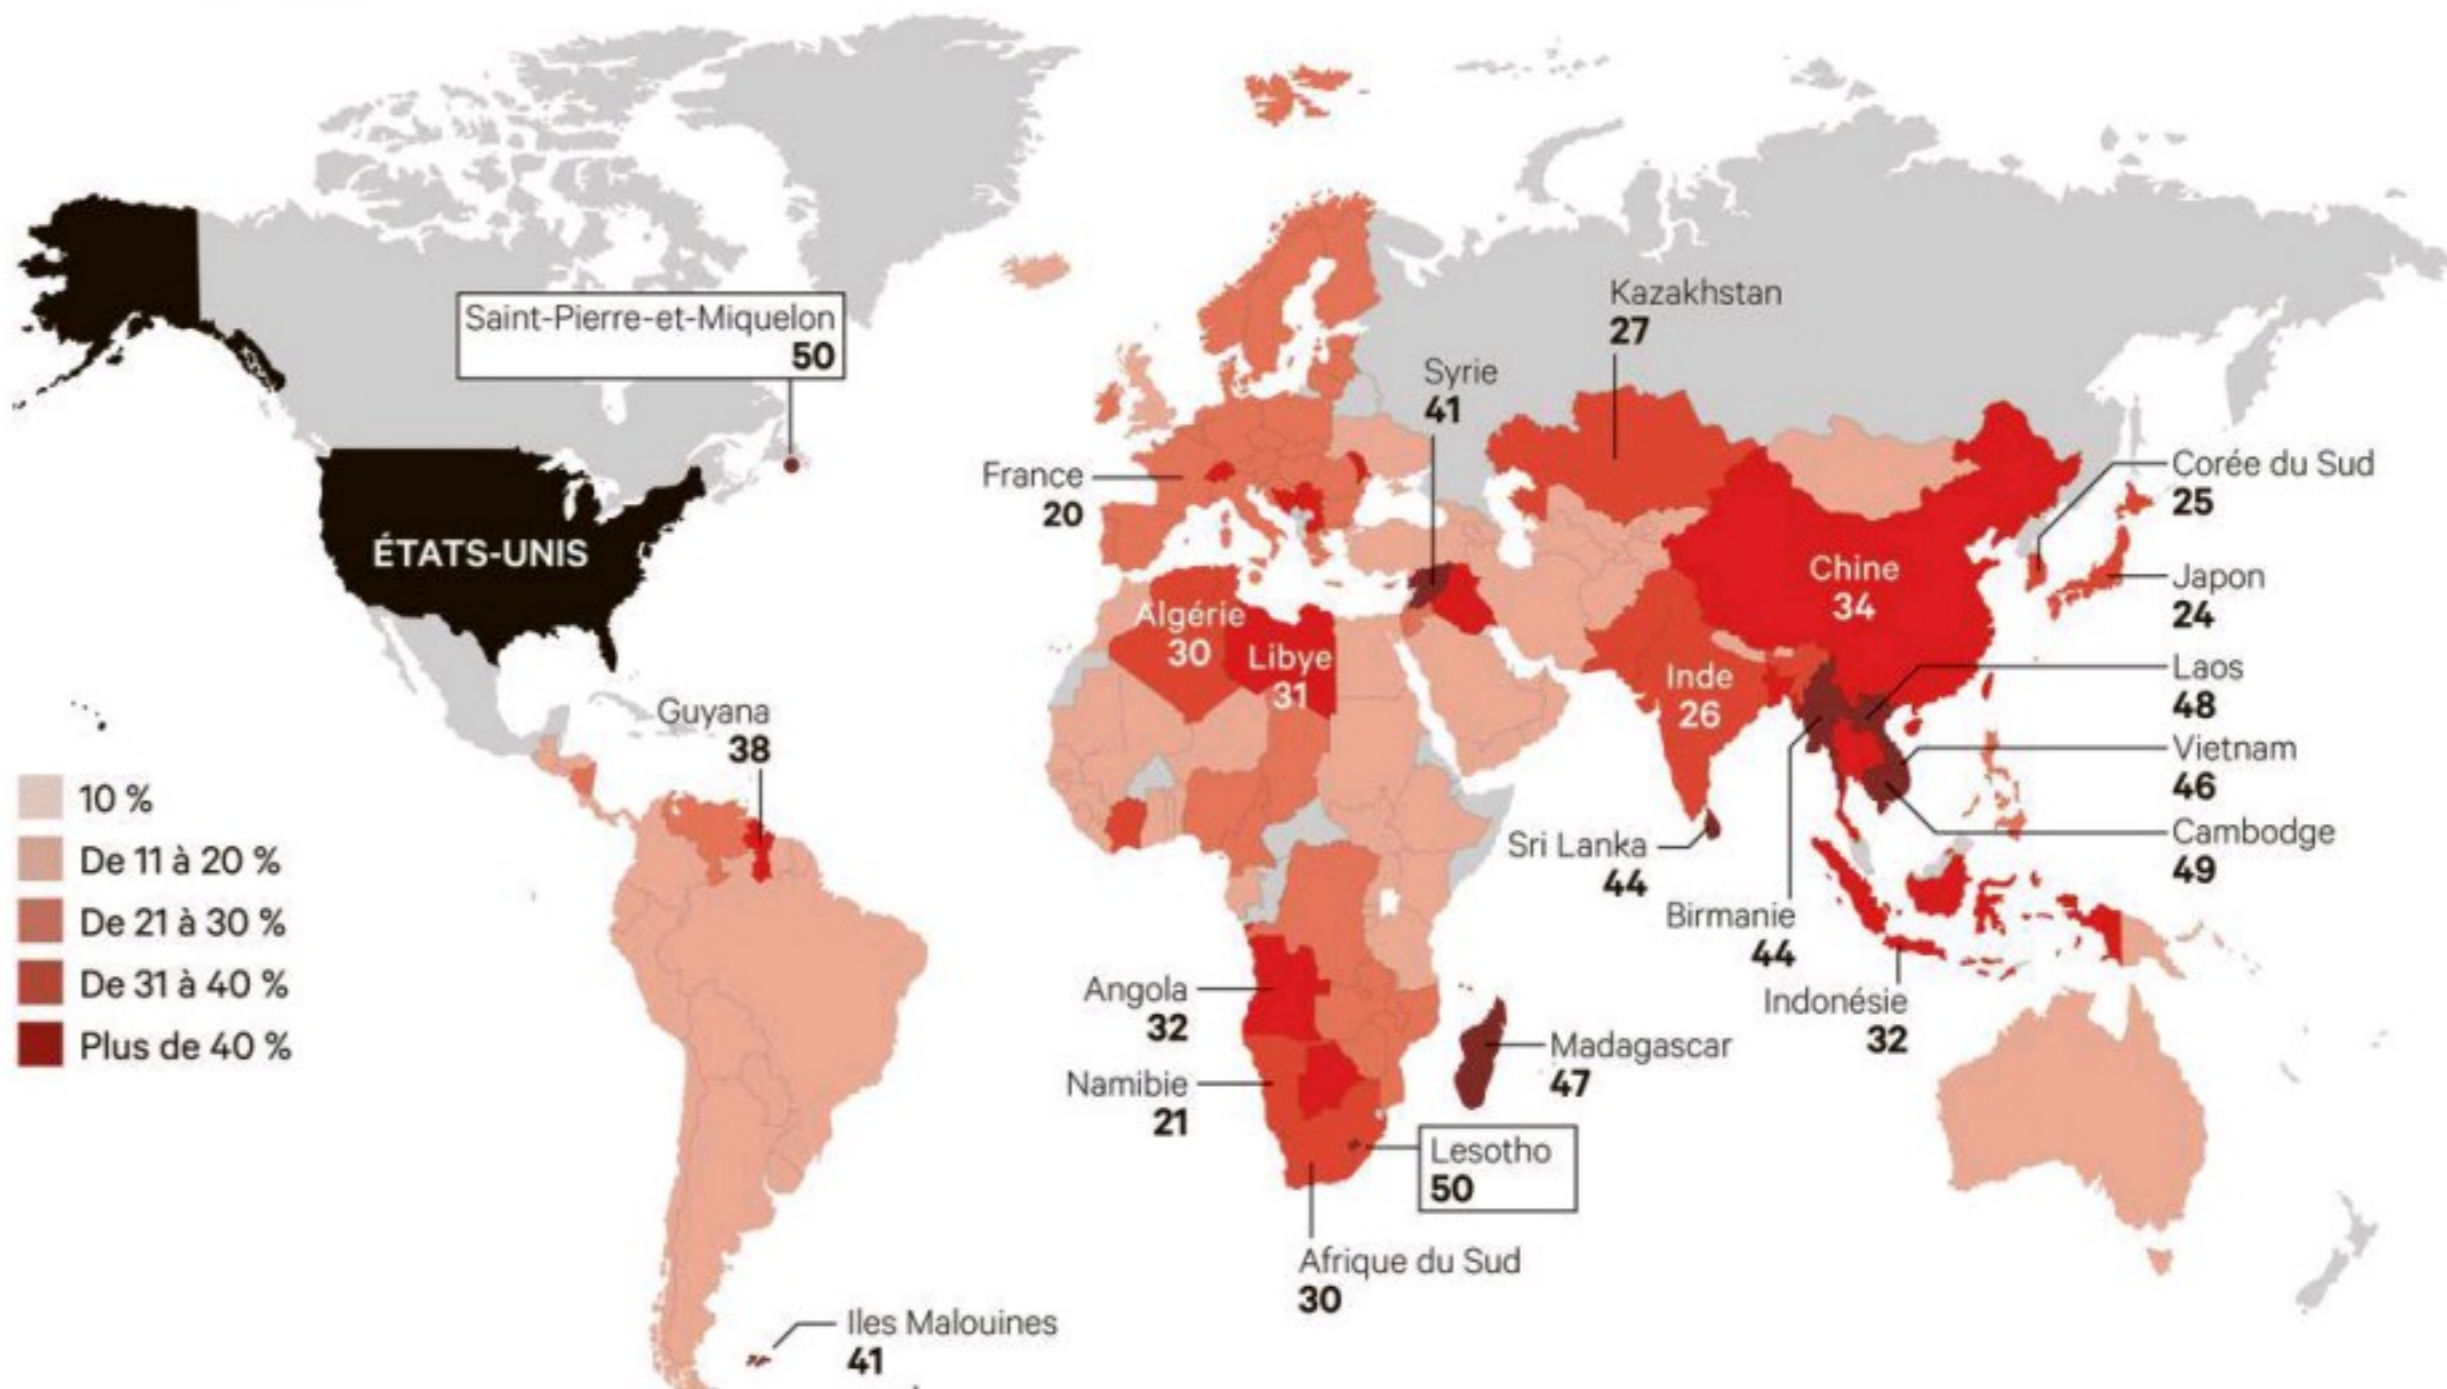 Saint-Pierre-et-Miquelon
50
ÉTATS-UNIS
Guyana
38
10 %
De 11 à 20 %
De 21 à 30 %
De 31 à 40 %
Plus de 40 %
Iles Malouines
41
France
20
Syrie
41
Kazakhstan
27
Algérie
30
Libye
31
Chine
34
Inde
26
Corée du Sud
25
Japon
24
Laos
48
Vietnam
46
Cambodge
49
Sri Lanka
44
Birmanie
44
Indonésie
32
Angola
32
Namibie
21
Madagascar
47
Lesotho
50
Afrique du Sud
30